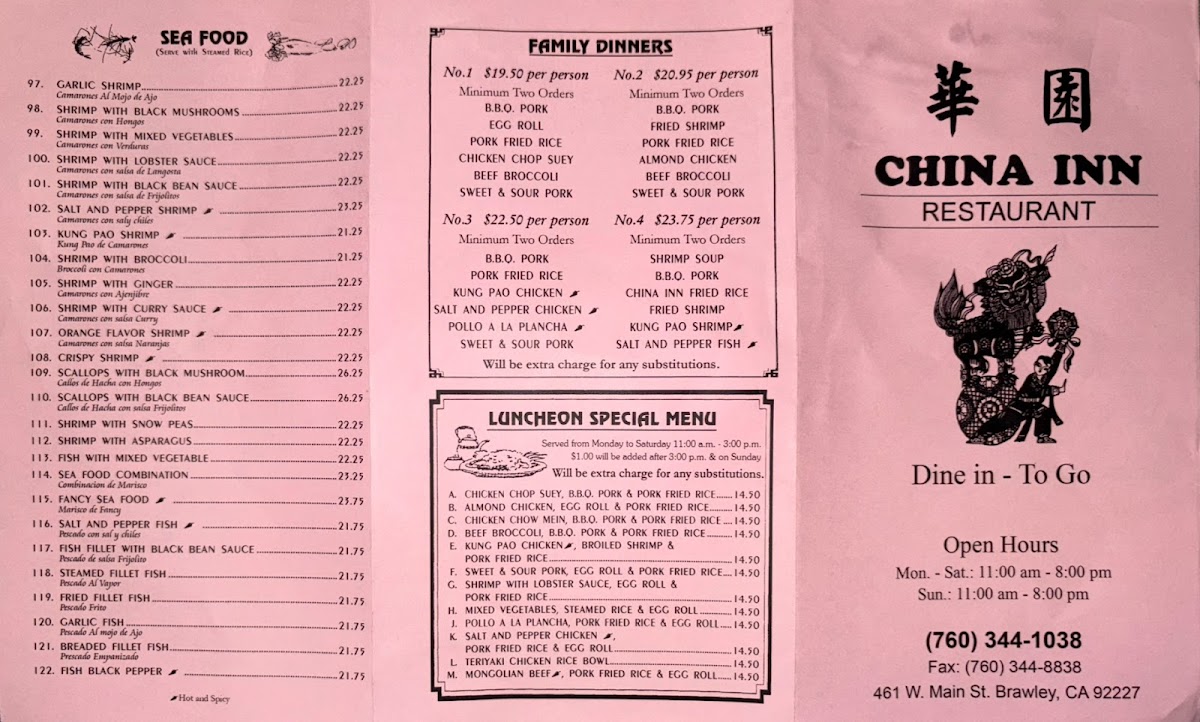 SEA FOOD
(Serve with Steamed Rice)
97. GARLIC SHRIMP 22.25
Camarones Al Mojo de Ajo
98. SHRIMP WITH BLACK MUSHROOMS 22.25
Camarones con Hongos
99. SHRIMP WITH MIXED VEGETABLES 22.25
Camarones con Verduras
100. SHRIMP WITH LOBSTER SAUCE 22.25
Camarones con salsa de Langosta
101. SHRIMP WITH BLACK BEAN SAUCE 22.25
Camarones con salsa de Frijolitos
102. SALT AND PEPPER SHRIMP 23.25
Camarones con sal y chiles
103. KUNG PAO SHRIMP 21.25
Kung Pao de Camarones
104. SHRIMP WITH BROCCOLI 21.25
Broccoli con Camarones
105. SHRIMP WITH GINGER 22.25
Camarones con Ajenjibre
106. SHRIMP WITH CURRY SAUCE 22.25
Camarones con salsa Curry
107. ORANGE FLAVOR SHRIMP 22.25
Camarones con salsa Naranjas
108. CRISPY SHRIMP 22.25
109. SCALLOPS WITH BLACK MUSHROOM 26.25
Callos de Hacha con Hongos
110. SCALLOPS WITH BLACK BEAN SAUCE 26.25
Callos de Hacha con salsa Frijolitos
111. SHRIMP WITH SNOW PEAS 22.25
112. SHRIMP WITH ASPARAGUS 22.25
113. FISH WITH MIXED VEGETABLE 22.25
114. SEA FOOD COMBINATION 23.25
Combinacion de Marisco
115. FANCY SEA FOOD 23.75
Marisco de Fancy
116. SALT AND PEPPER FISH 21.75
Pescado con sal y chiles
117. FISH FILLET WITH BLACK BEAN SAUCE 21.75
Pescado de salsa Frijolito
118. STEAMED FILLET FISH 21.75
Pescado Al Vapor
119. FRIED FILLET FISH 21.75
Pescado Frito
120. GARLIC FISH 21.75
Pescado Al mojo de Ajo
121. BREADED FILLET FISH 21.75
Prescado Empanizado
122. FISH BLACK PEPPER 21.75
Hot and Spicy
FAMILY DINNERS
No.1 $19.50 per person
Minimum Two Orders
B.B.Q. PORK
EGG ROLL
PORK FRIED RICE
CHICKEN CHOP SUEY
BEEF BROCCOLI
SWEET & SOUR PORK
No.2 $20.95 per person
Minimum Two Orders
B.B.Q. PORK
FRIED SHRIMP
PORK FRIED RICE
ALMOND CHICKEN
BEEF BROCCOLI
SWEET & SOUR PORK
No.3 $22.50 per person
Minimum Two Orders
B.B.Q. PORK
PORK FRIED RICE
KUNG PAO CHICKEN
SALT AND PEPPER CHICKEN
POLLO A LA PLANCHA
SWEET & SOUR PORK
No.4 $23.75 per person
Minimum Two Orders
SHRIMP SOUP
B.B.Q. PORK
CHINA INN FRIED RICE
FRIED SHRIMP
KUNG PAO SHRIMP
SALT AND PEPPER FISH
Will be extra charge for any substitutions.
LUNCHEON SPECIAL MENU
Served from Monday to Saturday 11:00 a.m. - 3:00 p.m.
$1.00 will be added after 3:00 p.m. & on Sunday
Will be extra charge for any substitutions.
A. CHICKEN CHOP SUEY, B.B.Q. PORK & PORK FRIED RICE 14.50
B. ALMOND CHICKEN, EGG ROLL & PORK FRIED RICE 14.50
C. CHICKEN CHOW MEIN, B.B.Q. PORK & PORK FRIED RICE 14.50
D. BEEF BROCCOLI, B.B.Q. PORK & PORK FRIED RICE 14.50
E. KUNG PAO CHICKEN, BROILED SHRIMP &
PORK FRIED RICE 14.50
F. SWEET & SOUR PORK, EGG ROLL & PORK FRIED RICE 14.50
G. SHRIMP WITH LOBSTER SAUCE, EGG ROLL &
PORK FRIED RICE 14.50
H. MIXED VEGETABLES, STEAMED RICE & EGG ROLL 14.50
J. POLLO A LA PLANCHA, PORK FRIED RICE & EGG ROLL 14.50
K. SALT AND PEPPER CHICKEN,
PORK FRIED RICE & EGG ROLL 14.50
L. TERIYAKI CHICKEN RICE BOWL 14.50
M. MONGOLIAN BEEF, PORK FRIED RICE & EGG ROLL 14.50
華園
CHINA INN
RESTAURANT
Dine in - To Go
Open Hours
Mon. - Sat.: 11:00 am - 8:00 pm
Sun.: 11:00 am - 8:00 pm
(760) 344-1038
Fax: (760) 344-8838
461 W. Main St. Brawley, CA 92227